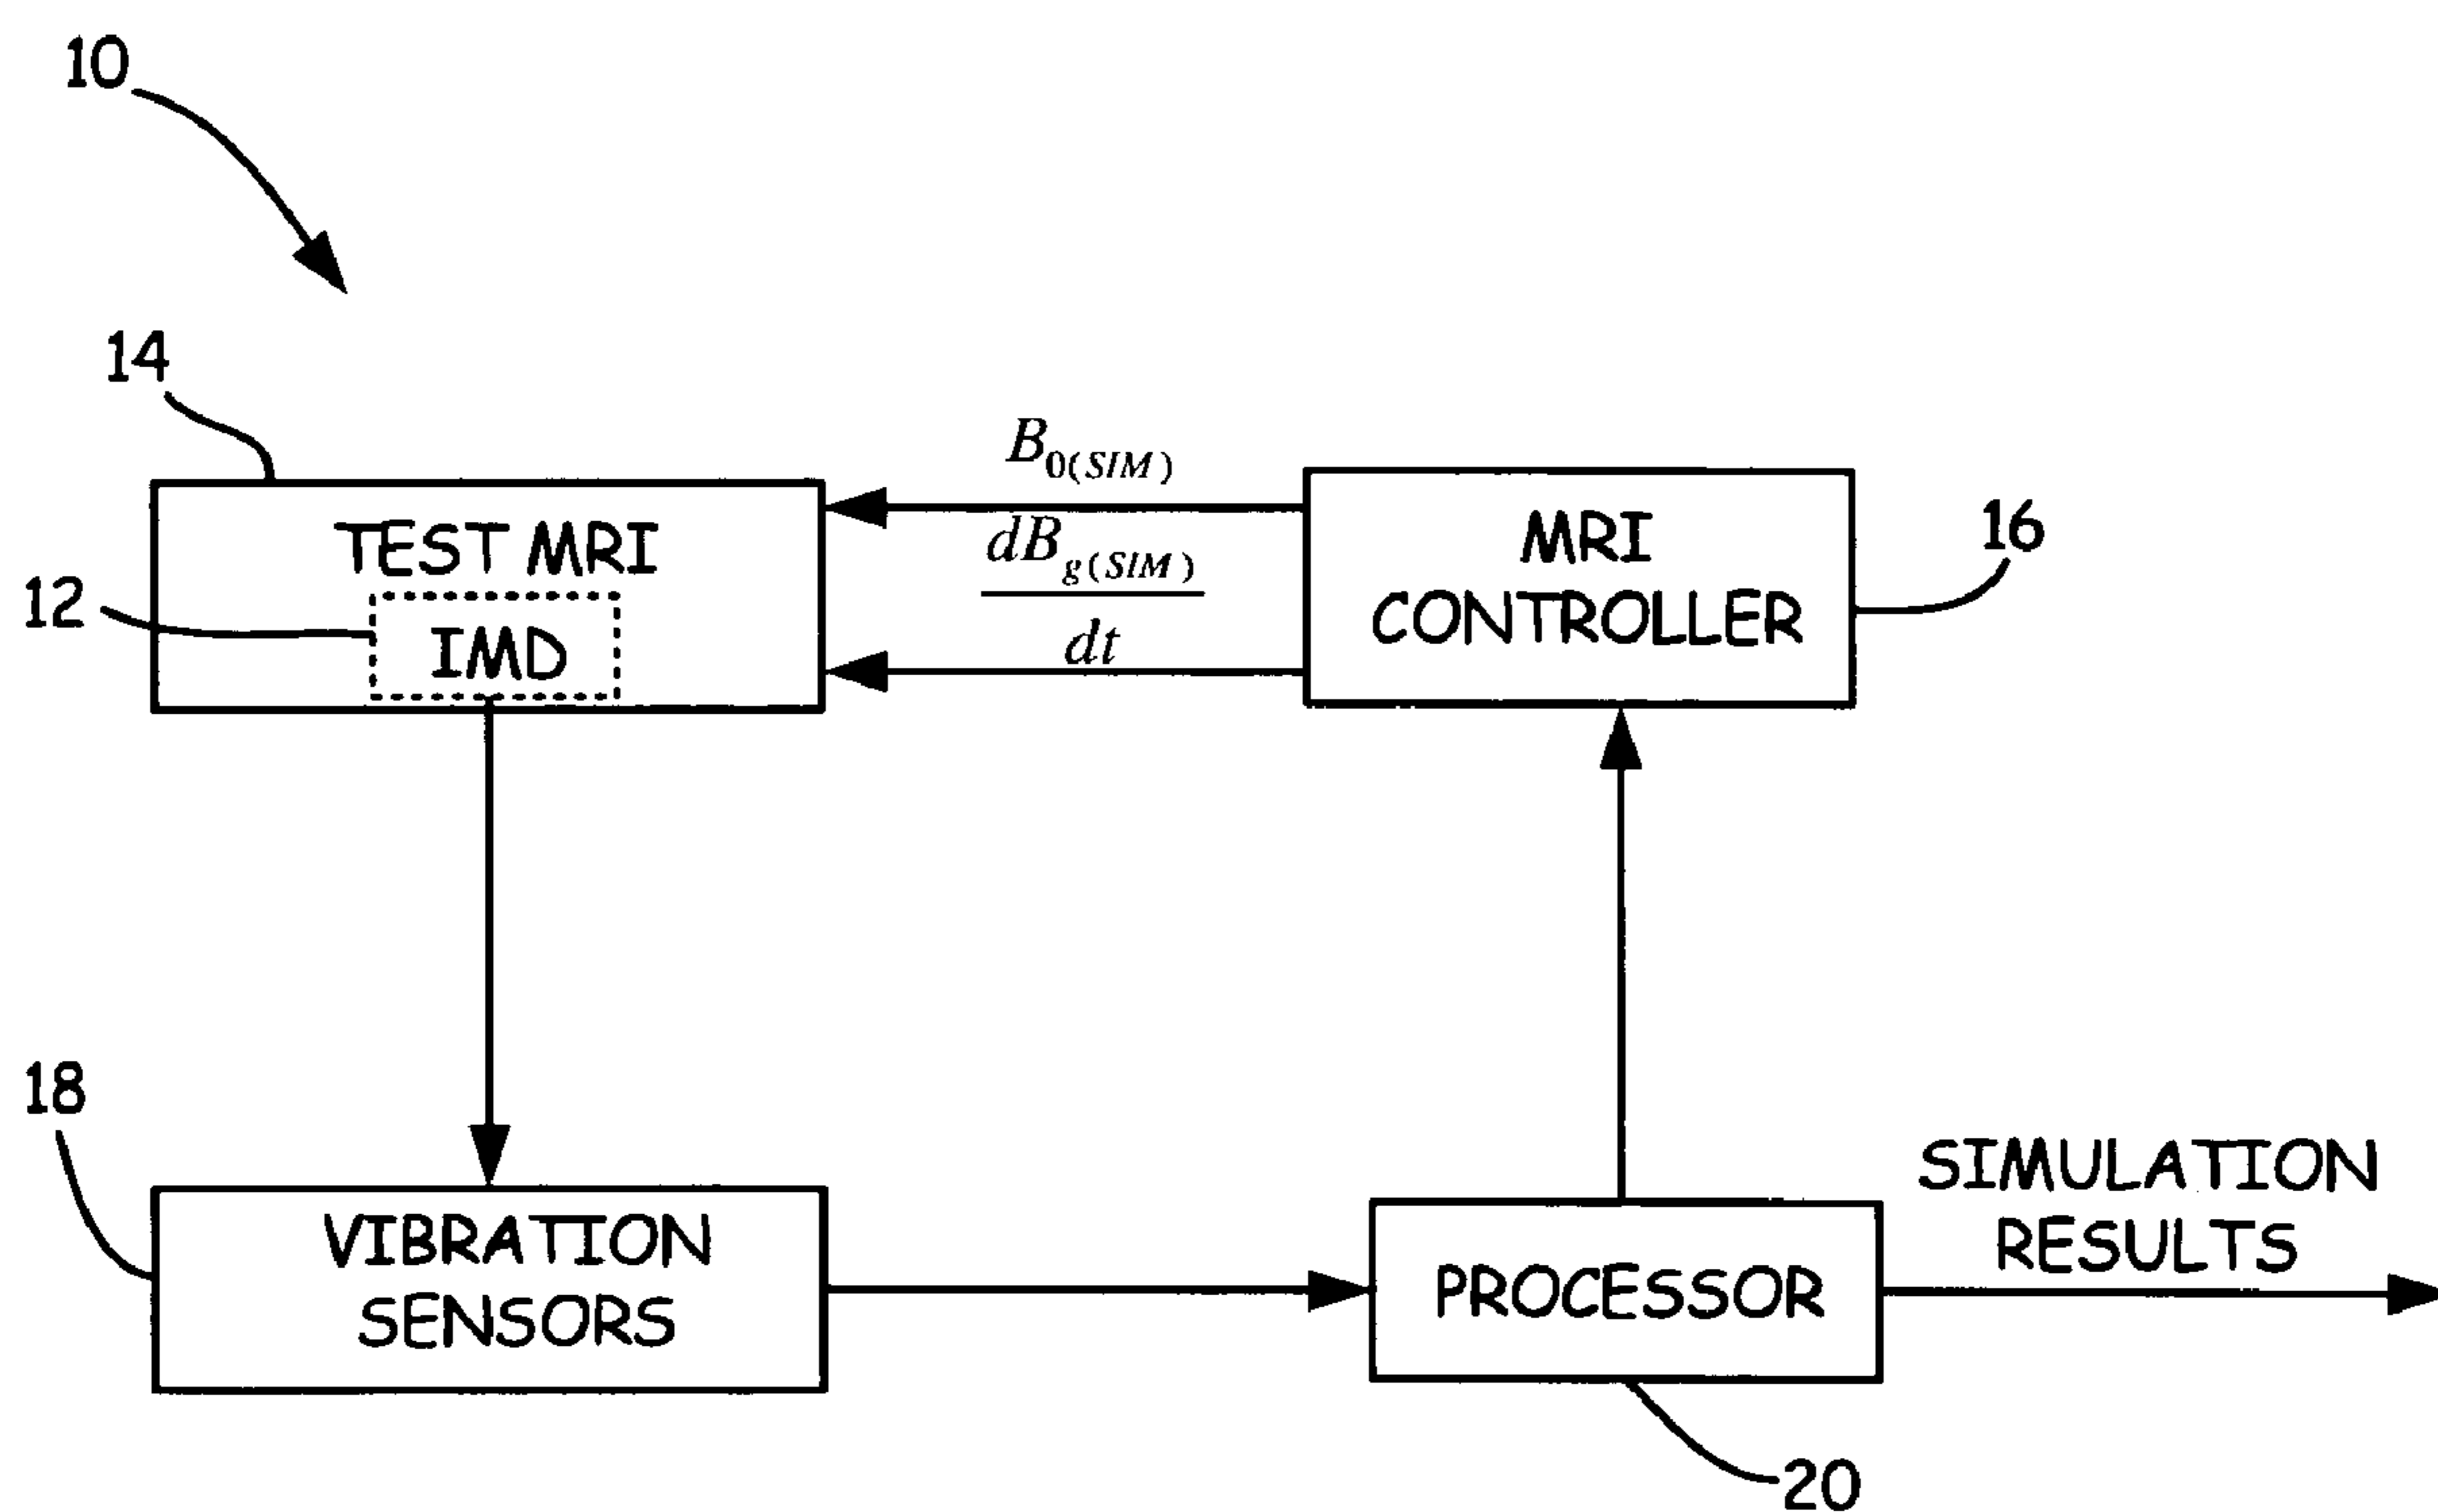 10
14
B0(SIM)
TEST MRI
dBg(SIM)
dt
MRI
CONTROLLER
16
12
IMD
18
VIBRATION
SENSORS
PROCESSOR
SIMULATION
RESULTS
20